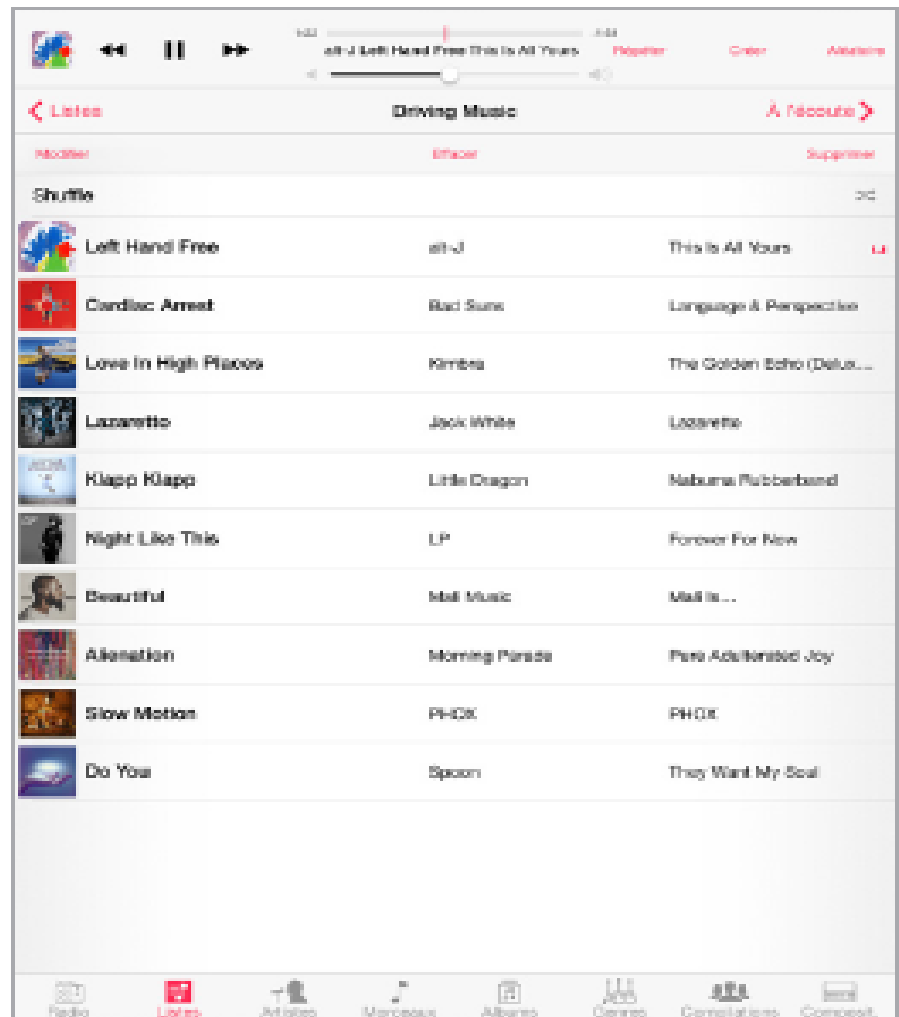 alt-J Left Hand Free This Is All Yours
Répéter Créer Aléatoire
Listes Driving Music À l'écoute
Modifier Effacer Supprimer
Shuffle
Left Hand Free alt-J This Is All Yours
Cardiac Arrest Bad Suns Language & Perspective
Love In High Places Kimbra The Golden Echo (Delux...
Lazaretto Jack White Lazaretto
Klapp Klapp Little Dragon Nabuma Rubberband
Night Like This LP Forever For Now
Beautiful Mali Music Mali Is...
Alienation Morning Parade Pure Adulterated Joy
Slow Motion PHOX PHOX
Do You Spoon They Want My Soul
Radio Listes Artistes Morceaux Albums Genres Compilations Composit.